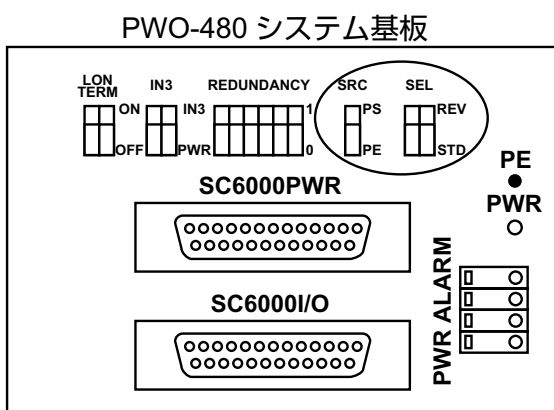 PWO-480 システム基板
LON TERM IN3 REDUNDANCY SRC SEL
ON IN3 1 PS REV
OFF PWR 0 PE STD
PE
SC6000PWR
PWR
SC6000I/O
PWR ALARM